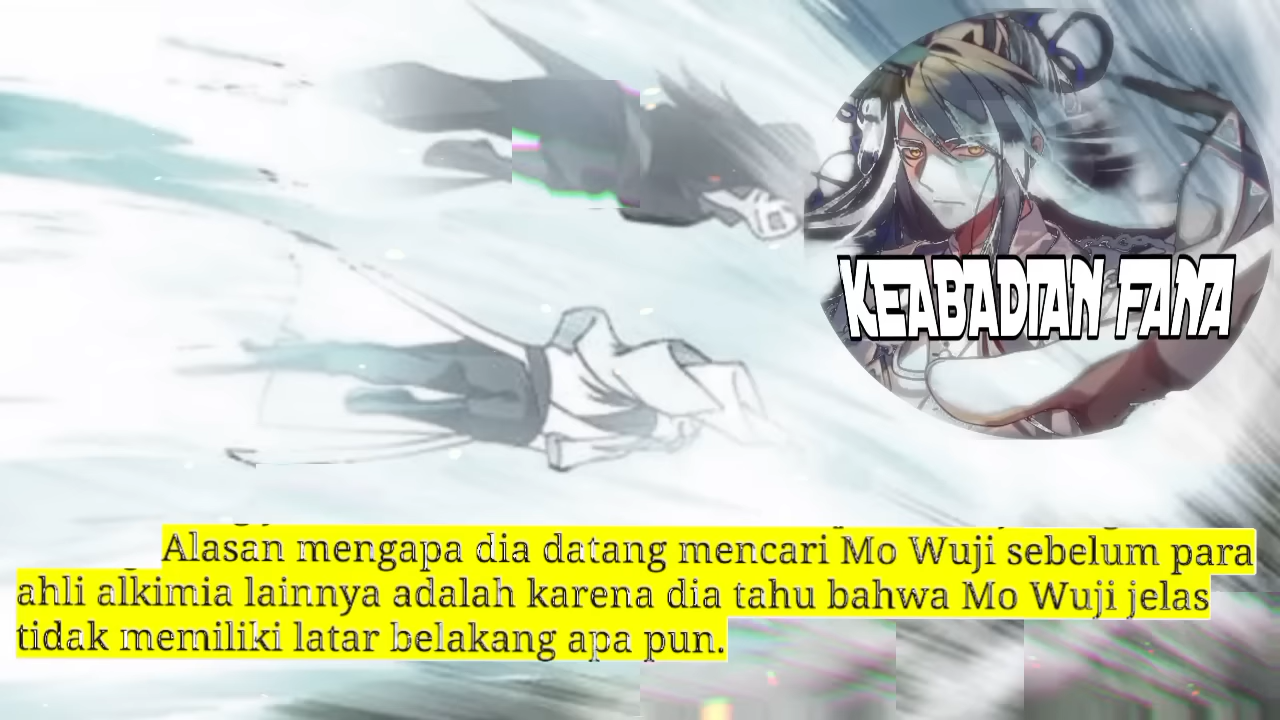 KEABADIAN FANA
Alasan mengapa dia datang mencari Mo Wuji sebelum para
ahli alkimia lainnya adalah karena dia tahu bahwa Mo Wuji jelas
tidak memiliki latar belakang apa pun.